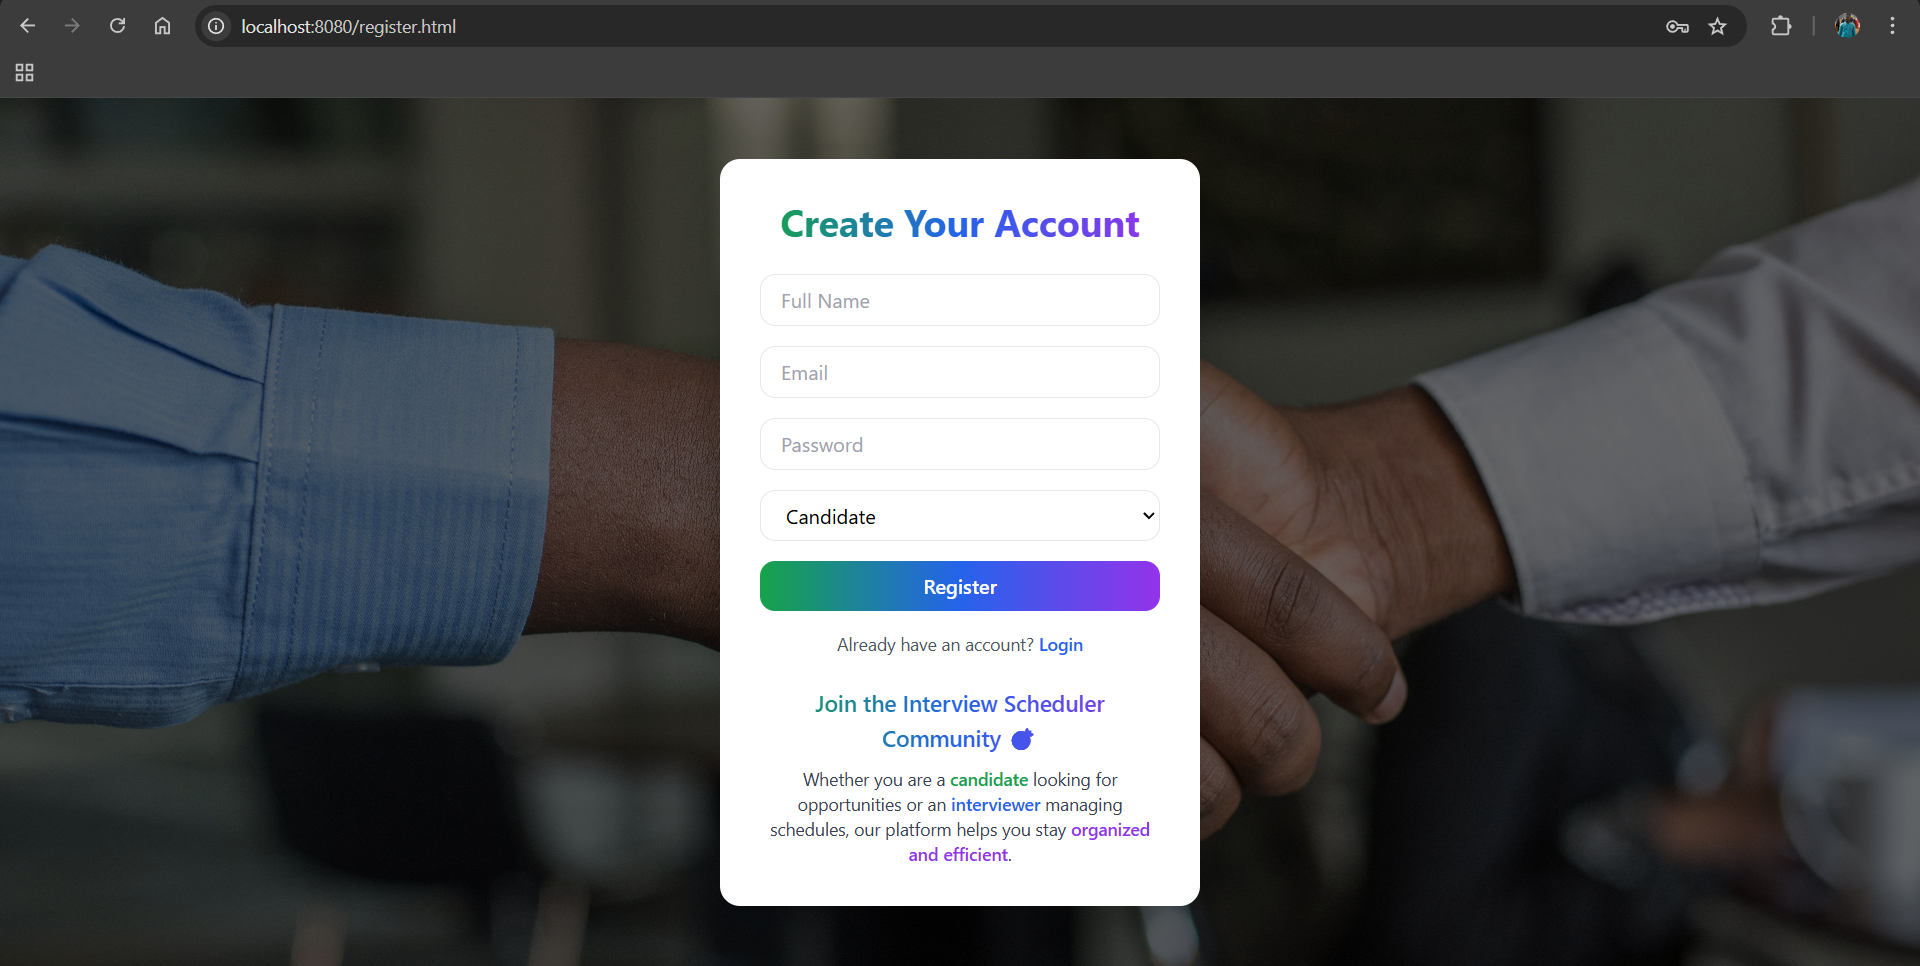 localhost:8080/register.html
Create Your Account
Full Name
Email
Password
Candidate
Register
Already have an account? Login
Join the Interview Scheduler
Community
Whether you are a candidate looking for
opportunities or an interviewer managing
schedules, our platform helps you stay organized
and efficient.